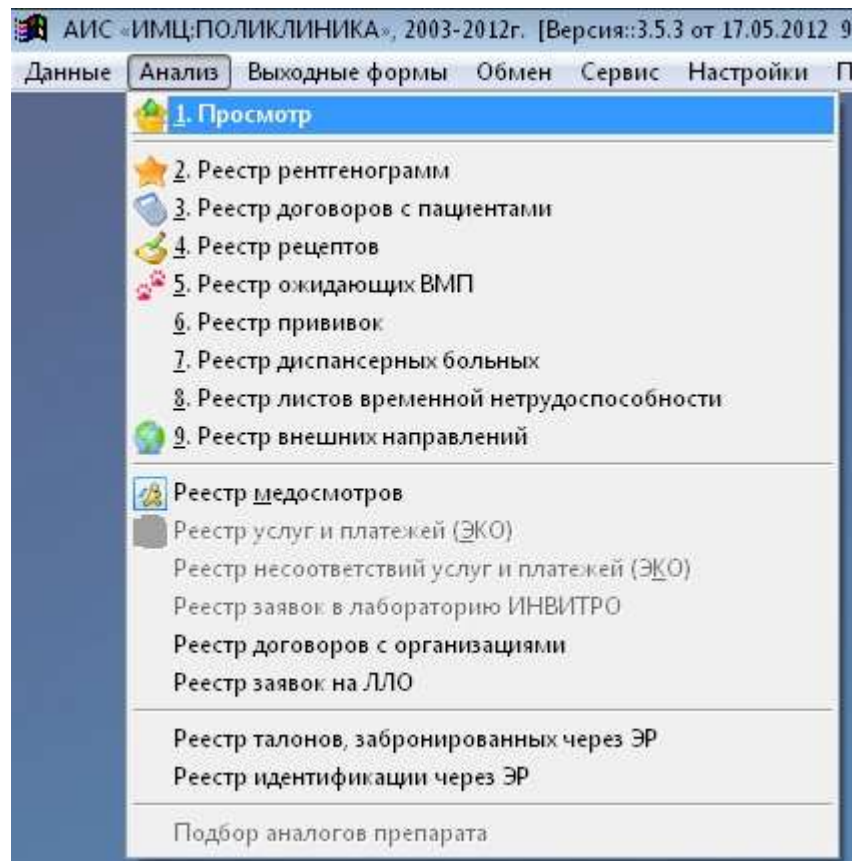 АИС «ИМЦ:ПОЛИКЛИНИКА», 2003-2012г. [Версия::3.5.3 от 17.05.2012 9
Данные Анализ Выходные формы Обмен Сервис Настройки П
1. Просмотр
2. Реестр рентгенограмм
3. Реестр договоров с пациентами
4. Реестр рецептов
5. Реестр ожидающих ВМП
6. Реестр прививок
7. Реестр диспансерных больных
8. Реестр листов временной нетрудоспособности
9. Реестр внешних направлений
Реестр медосмотров
Реестр услуг и платежей (ЭКО)
Реестр несоответствий услуг и платежей (ЭКО)
Реестр заявок в лабораторию ИНВИТРО
Реестр договоров с организациями
Реестр заявок на ЛЛО
Реестр талонов, забронированных через ЭР
Реестр идентификации через ЭР
Подбор аналогов препарата